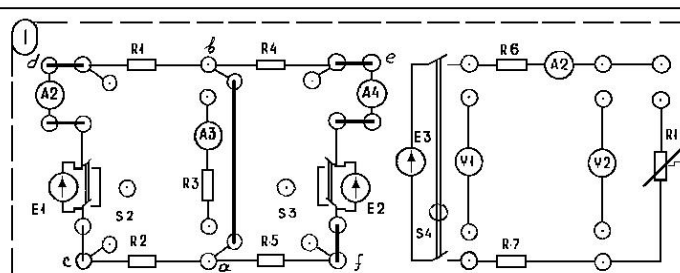 1
d R1 b R4 e R6 A2
A2 A3 A4 R1
E3 V1 V2
R3
E1 S2 S3 E2 S4
c R2 a R5 f R7